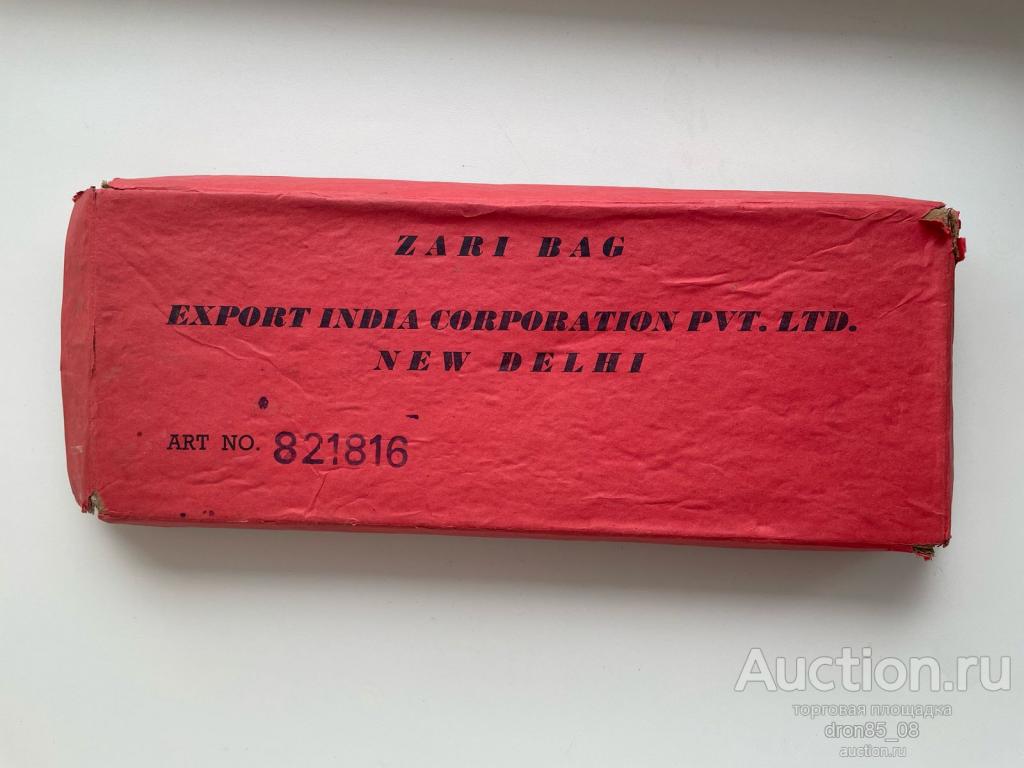 ZARI BAG
EXPORT INDIA CORPORATION PVT. LTD.
NEW DELHI
ART NO. 821816
Auction.ru
торговая площадка
dron85_08
auction.ru